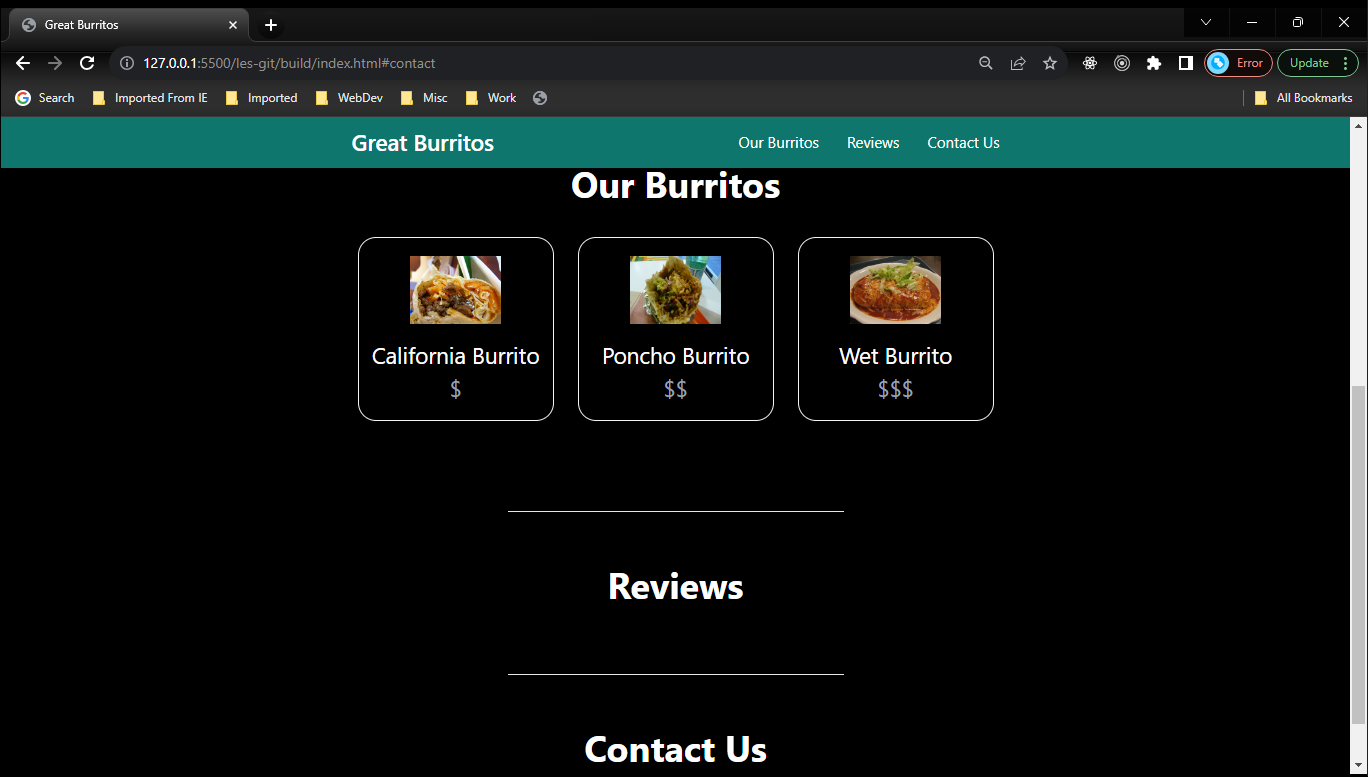 Great Burritos
127.0.0.1:5500/les-git/build/index.html#contact
Error
Update
Search
Imported From IE
Imported
WebDev
Misc
Work
All Bookmarks
Great Burritos
Our Burritos
Reviews
Contact Us
Our Burritos
California Burrito
$
Poncho Burrito
$$
Wet Burrito
$$$
Reviews
Contact Us